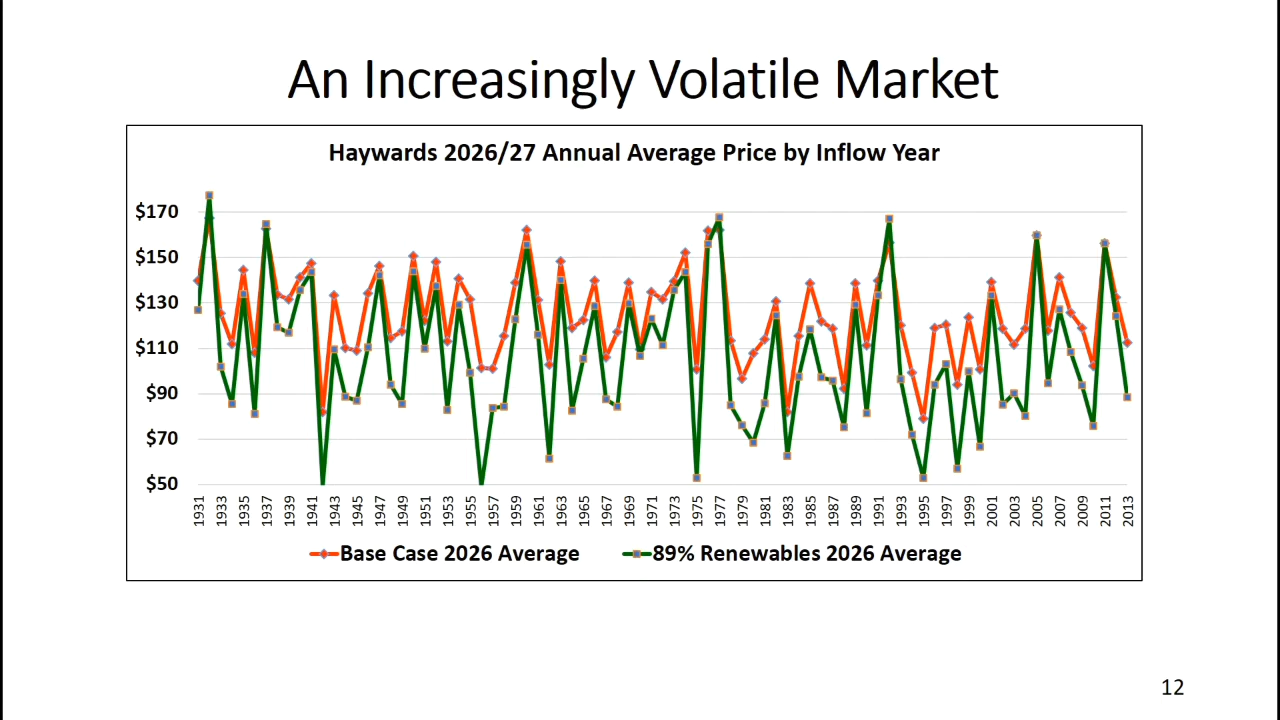 An Increasingly Volatile Market
Haywards 2026/27 Annual Average Price by Inflow Year
$170
$150
$130
$110
$90
$70
$50
1931 1933 1935 1937 1939 1941 1943 1945 1947 1949 1951 1953 1955 1957 1959 1961 1963 1965 1967 1969 1971 1973 1975 1977 1979 1981 1983 1985 1987 1989 1991 1993 1995 1997 1999 2001 2003 2005 2007 2009 2011 2013
Base Case 2026 Average 89% Renewables 2026 Average
12